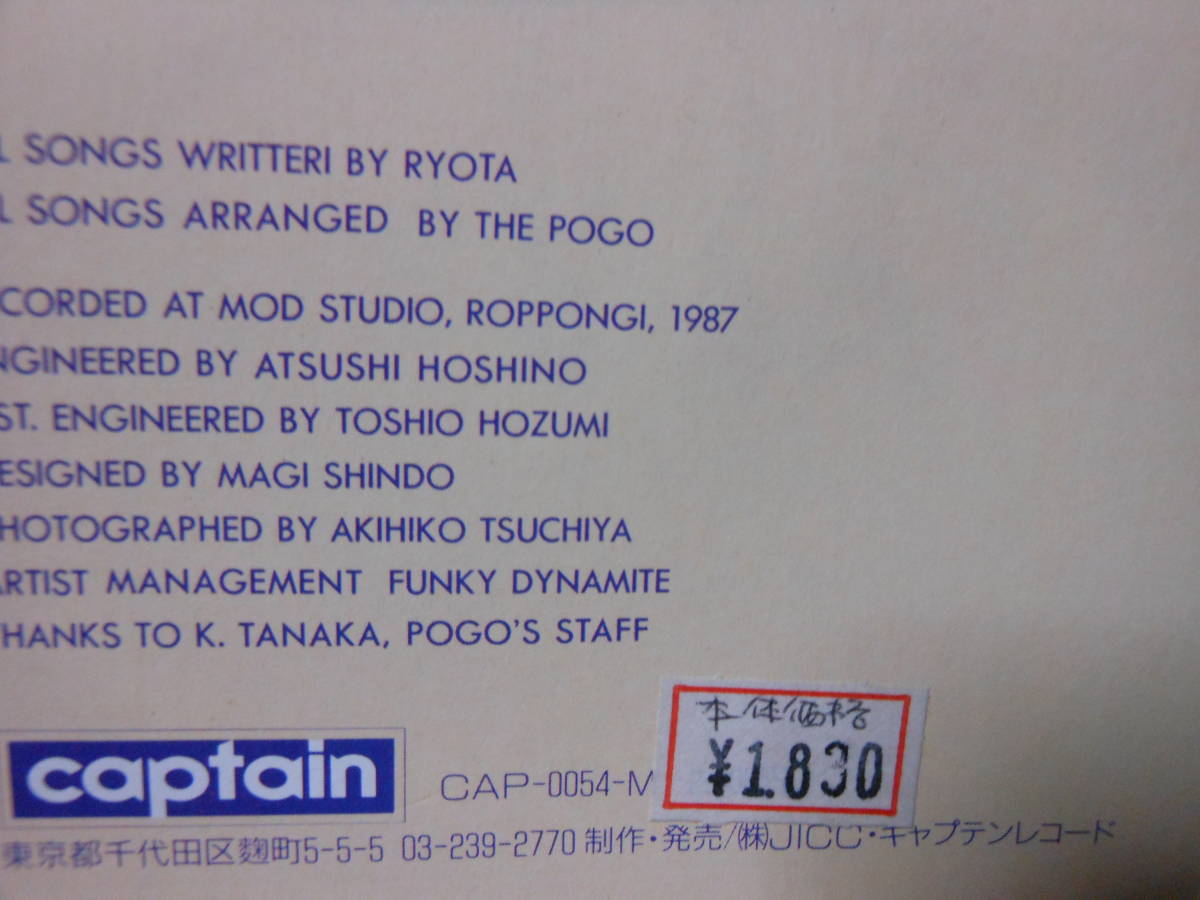 L SONGS WRITTERI BY RYOTA
L SONGS ARRANGED BY THE POGO
CORDED AT MOD STUDIO, ROPPONGI, 1987
NGINEERED BY ATSUSHI HOSHINO
ST. ENGINEERED BY TOSHIO HOZUMI
ESIGNED BY MAGI SHINDO
HOTOGRAPHED BY AKIHIKO TSUCHIYA
ARTIST MANAGEMENT FUNKY DYNAMITE
THANKS TO K. TANAKA, POGO'S STAFF
本体価格
¥1.830
captain
CAP-0054-M
東京都千代田区麹町5-5-5 03-239-2770 制作・発売/㈱JICC・キャプテンレコード